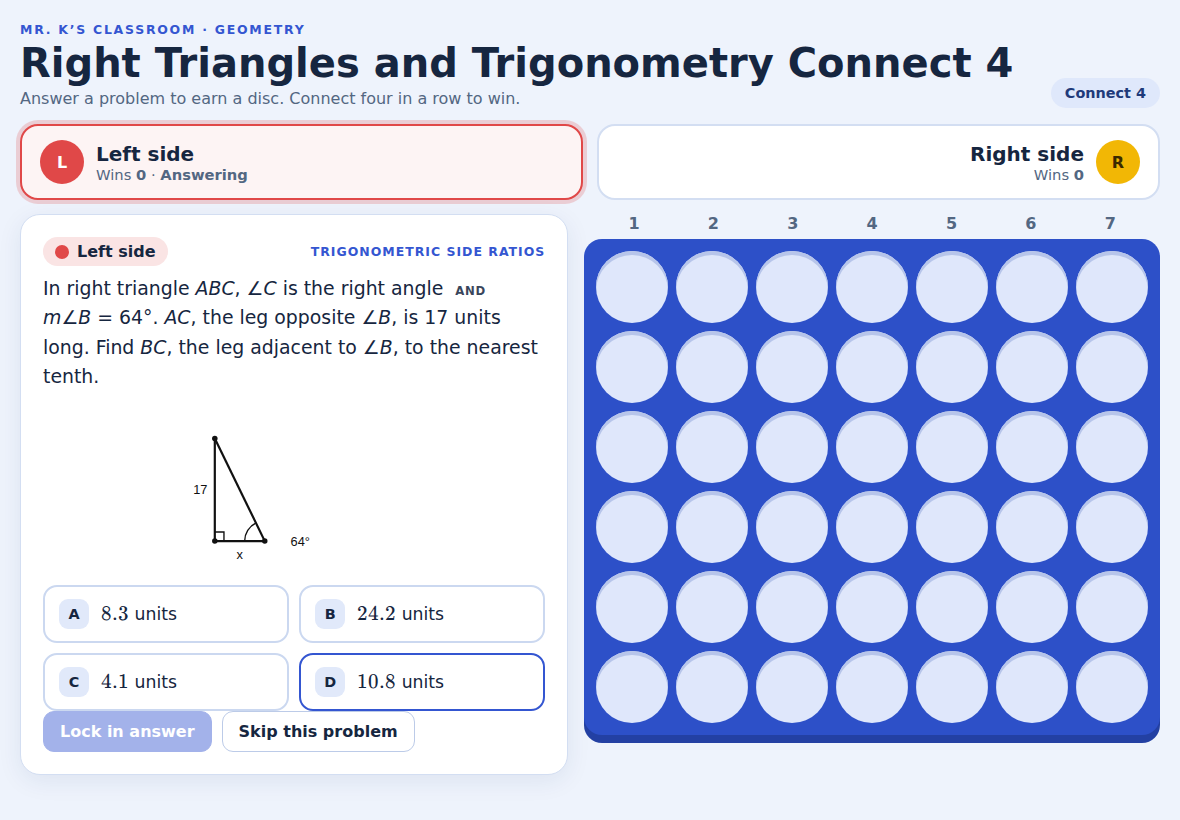 MR. K’S CLASSROOM · GEOMETRY
Right Triangles and Trigonometry Connect 4
Answer a problem to earn a disc. Connect four in a row to win.
Connect 4
L
Left side
Wins 0 · Answering
Right side
Wins 0
R
Left side
TRIGONOMETRIC SIDE RATIOS
In right triangle ABC, ∠C is the right angle AND
m∠B = 64°. AC, the leg opposite ∠B, is 17 units
long. Find BC, the leg adjacent to ∠B, to the nearest
tenth.
17
64°
x
A 8.3 units
B 24.2 units
C 4.1 units
D 10.8 units
Lock in answer
Skip this problem
1 2 3 4 5 6 7